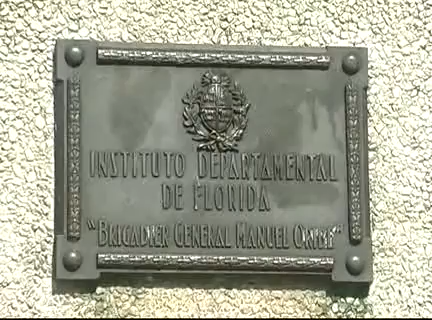 INSTITUTO DEPARTAMENTAL
DE FLORIDA
"BRIGADIER GENERAL MANUEL ORIBE"